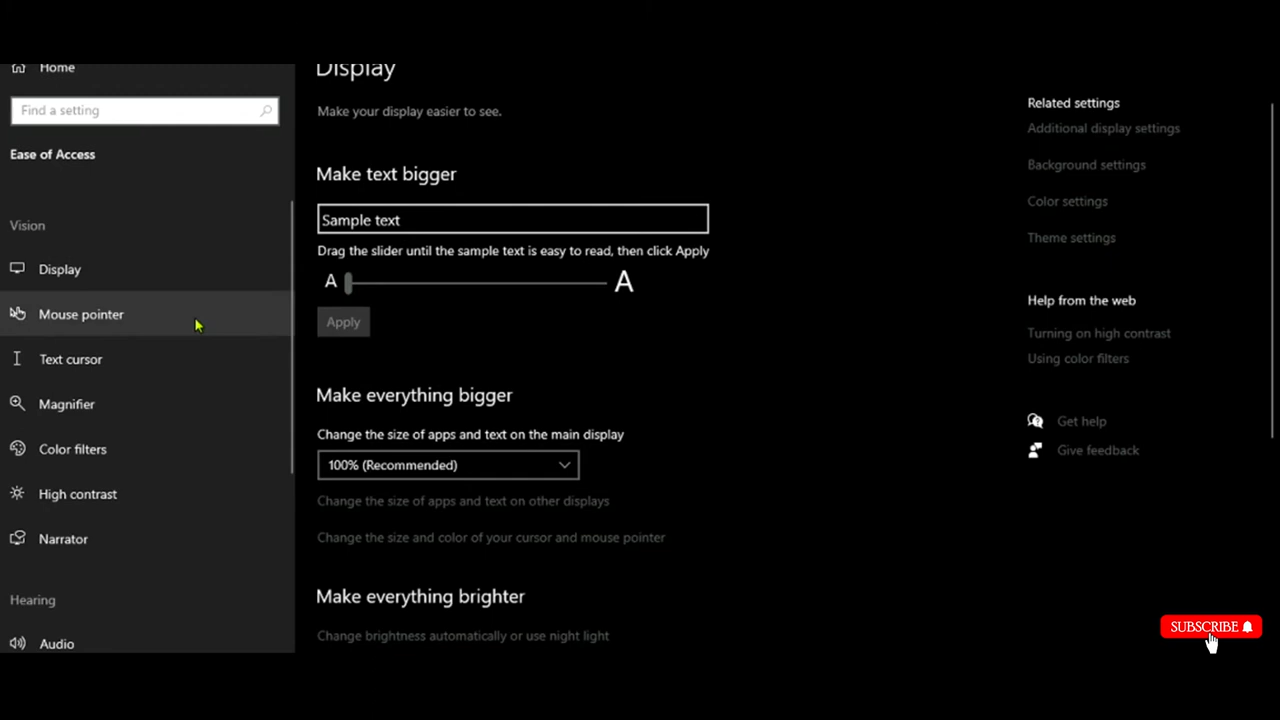 Home
Find a setting
Ease of Access
Vision
Display
Mouse pointer
Text cursor
Magnifier
Color filters
High contrast
Narrator
Hearing
Audio
Display
Make your display easier to see.
Make text bigger
Sample text
Drag the slider until the sample text is easy to read, then click Apply
A A
Apply
Make everything bigger
Change the size of apps and text on the main display
100% (Recommended)
Change the size of apps and text on other displays
Change the size and color of your cursor and mouse pointer
Make everything brighter
Change brightness automatically or use night light
Related settings
Additional display settings
Background settings
Color settings
Theme settings
Help from the web
Turning on high contrast
Using color filters
Get help
Give feedback
SUBSCRIBE